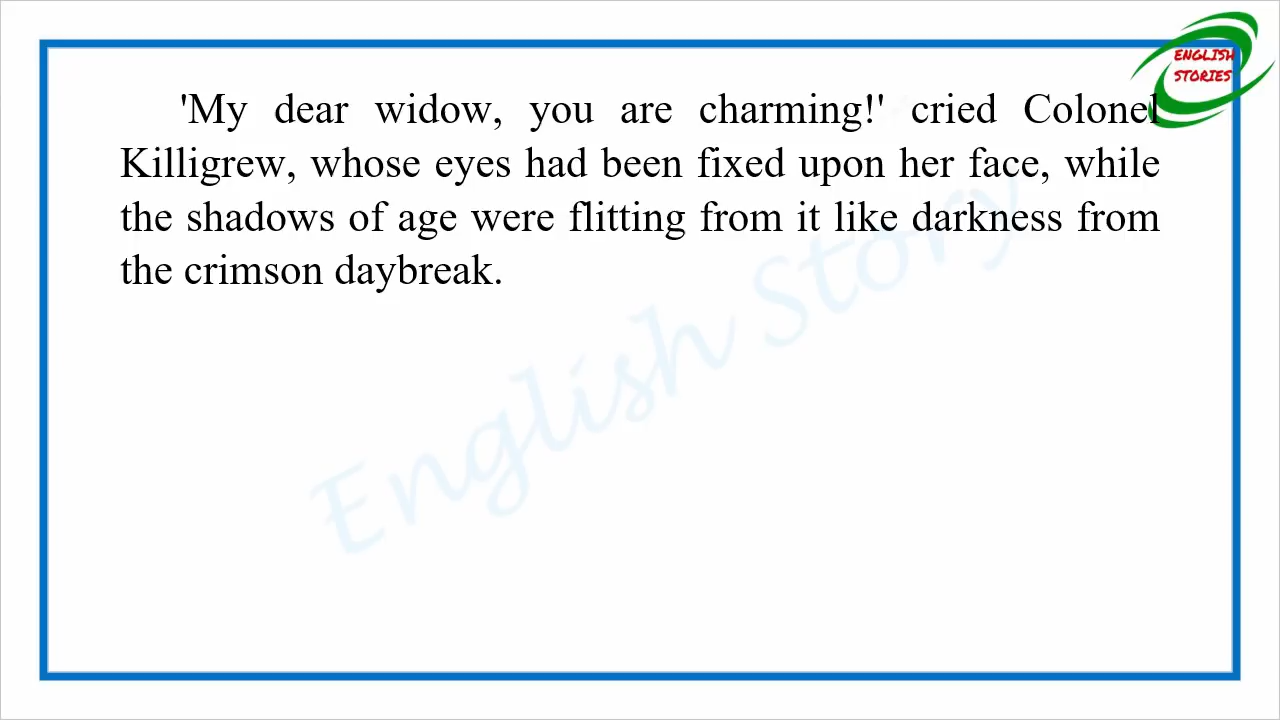 ENGLISH
STORIES
'My dear widow, you are charming!' cried Colonel
Killigrew, whose eyes had been fixed upon her face, while
the shadows of age were flitting from it like darkness from
the crimson daybreak.
English Story